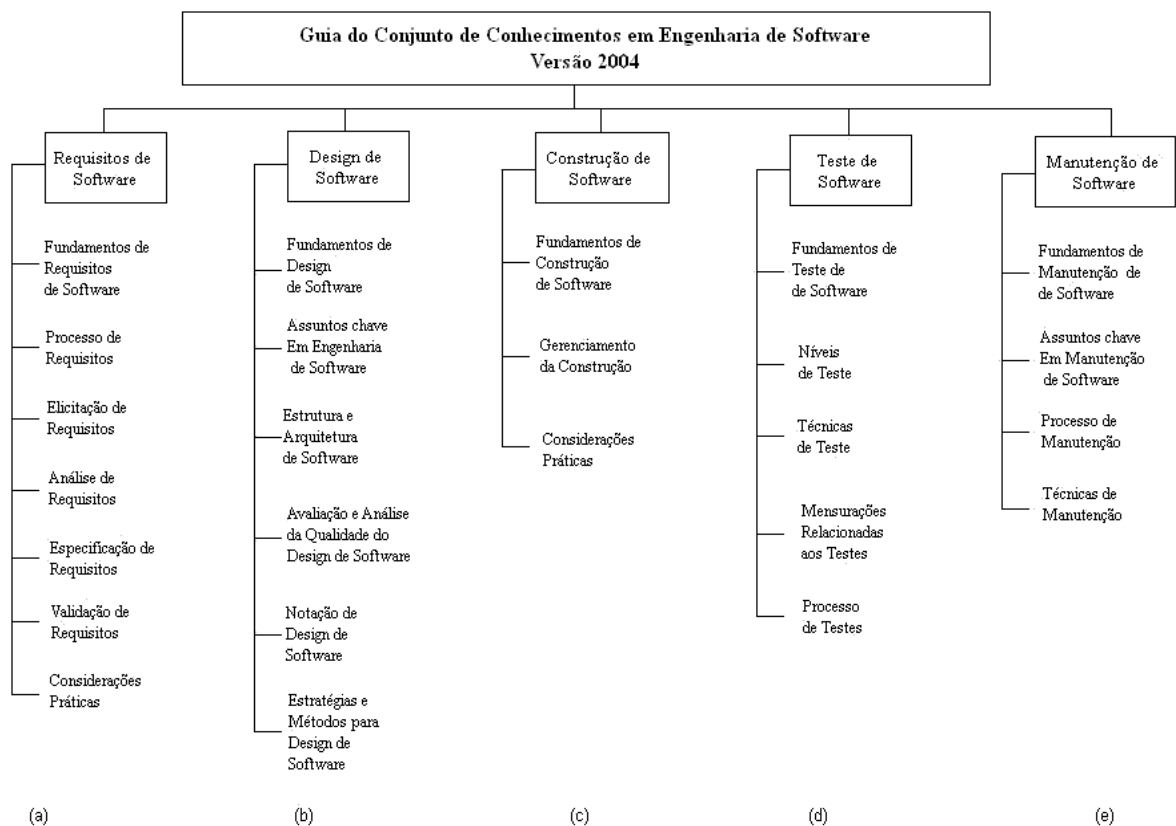 Guia do Conjunto de Conhecimentos em Engenharia de Software
Versão 2004
Requisitos de
Software
Fundamentos de
Requisitos
de Software
Processo de
Requisitos
Elicitação de
Requisitos
Análise de
Requisitos
Especificação de
Requisitos
Validação de
Requisitos
Considerações
Práticas
(a)
Design de
Software
Fundamentos de
Design
de Software
Assuntos chave
Em Engenharia
de Software
Estrutura e
Arquitetura
de Software
Avaliação e Análise
da Qualidade do
Design de Software
Notação de
Design de
Software
Estratégias e
Métodos para
Design de
Software
(b)
Construção de
Software
Fundamentos de
Construção
de Software
Gerenciamento
da Construção
Considerações
Práticas
(c)
Teste de
Software
Fundamentos de
Teste de
de Software
Níveis
de Teste
Técnicas
de Teste
Mensurações
Relacionadas
aos Testes
Processo
de Testes
(d)
Manutenção de
Software
Fundamentos de
Manutenção de
de Software
Assuntos chave
Em Manutenção
de Software
Processo de
Manutenção
Técnicas de
Manutenção
(e)